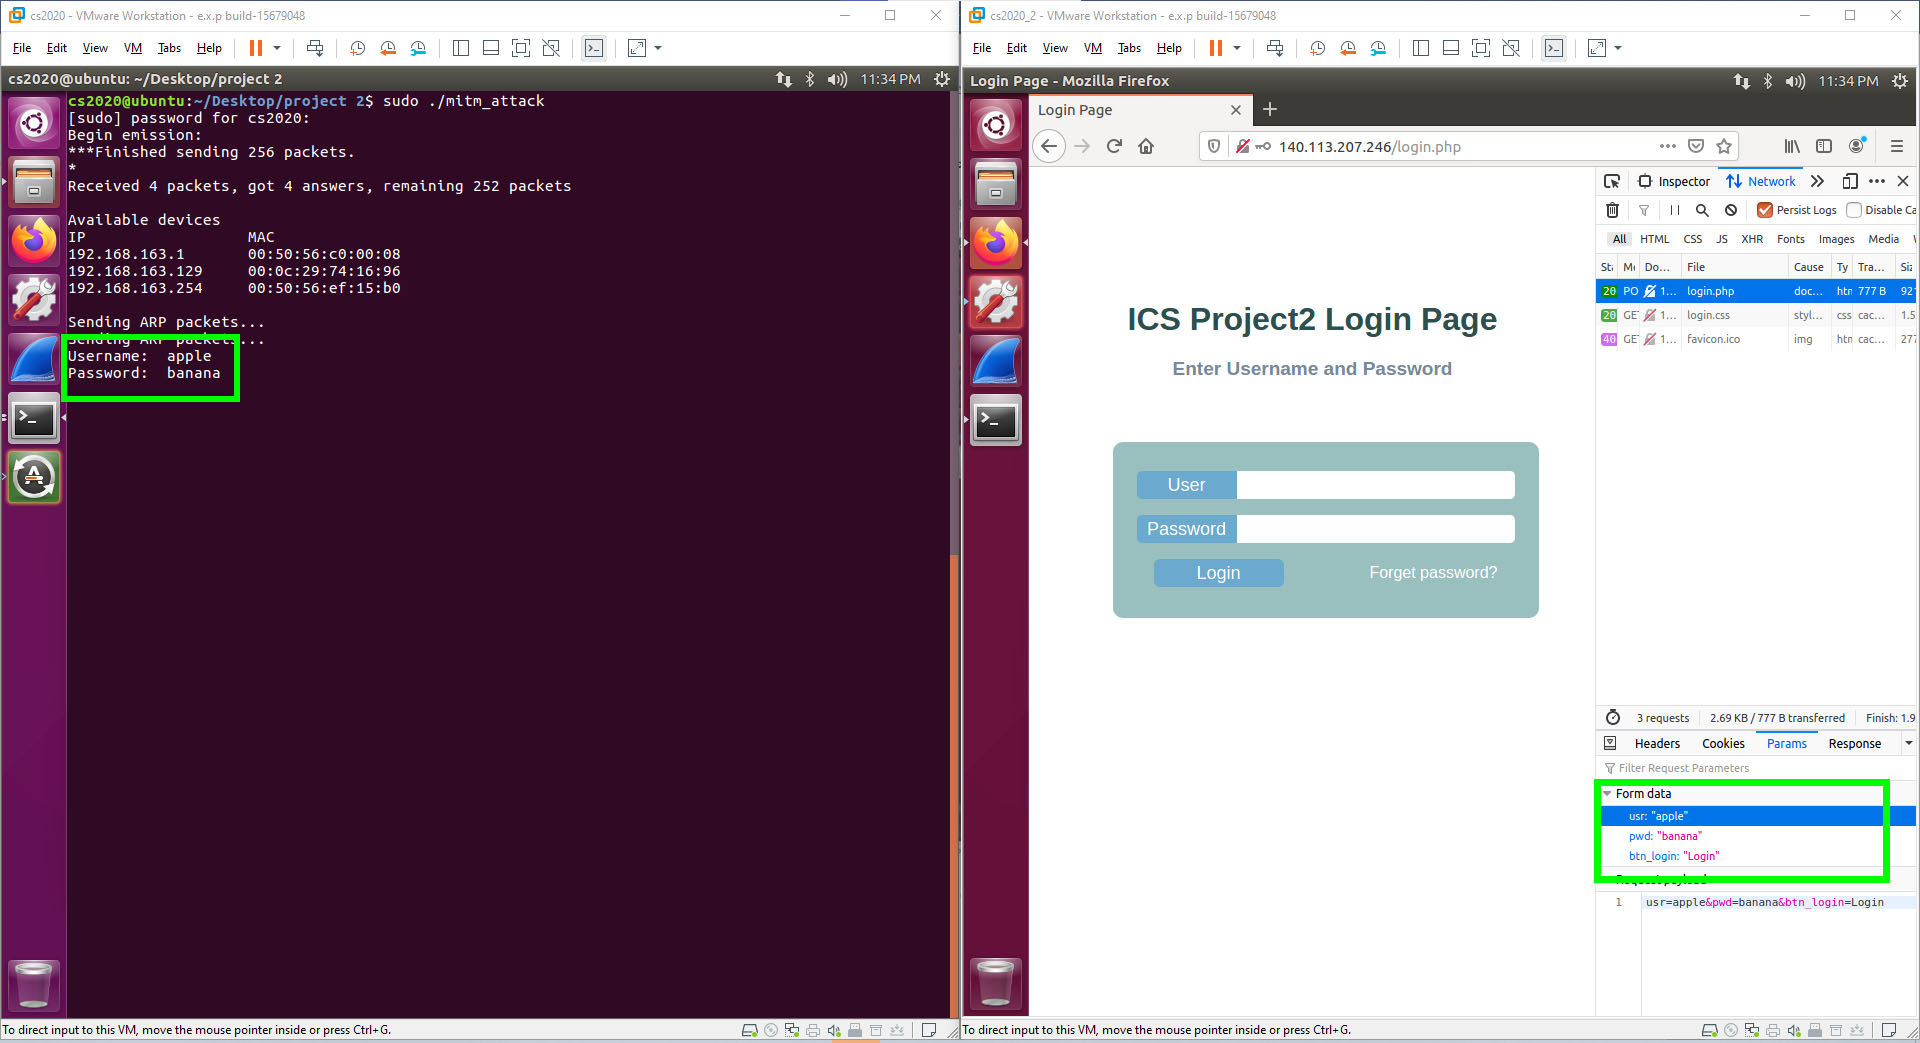 cs2020 - VMware Workstation - e.x.p build-15679048
File Edit View VM Tabs Help
cs2020@ubuntu: ~/Desktop/project 2
11:34 PM
cs2020@ubuntu:~/Desktop/project 2$ sudo ./mitm_attack
[sudo] password for cs2020:
Begin emission:
***Finished sending 256 packets.
*
Received 4 packets, got 4 answers, remaining 252 packets
Available devices
IP MAC
192.168.163.1 00:50:56:c0:00:08
192.168.163.129 00:0c:29:74:16:96
192.168.163.254 00:50:56:ef:15:b0
Sending ARP packets...
Sending ARP packets...
Username: apple
Password: banana
To direct input to this VM, move the mouse pointer inside or press Ctrl+G.
cs2020_2 - VMware Workstation - e.x.p build-15679048
File Edit View VM Tabs Help
Login Page - Mozilla Firefox
11:34 PM
Login Page
140.113.207.246/login.php
ICS Project2 Login Page
Enter Username and Password
User
Password
Login Forget password?
Inspector Network
Persist Logs Disable Ca
All HTML CSS JS XHR Fonts Images Media
St Me Do... File Cause Ty Tra... Siz
20 PO 1... login.php doc... htn 777 B 921
20 GE 1... login.css styl... css cac... 1.5
40 GE 1... favicon.ico img htn cac... 277
3 requests 2.69 KB / 777 B transferred Finish: 1.9
Headers Cookies Params Response
Filter Request Parameters
Form data
usr: "apple"
pwd: "banana"
btn_login: "Login"
Request payload
1 usr=apple&pwd=banana&btn_login=Login
To direct input to this VM, move the mouse pointer inside or press Ctrl+G.